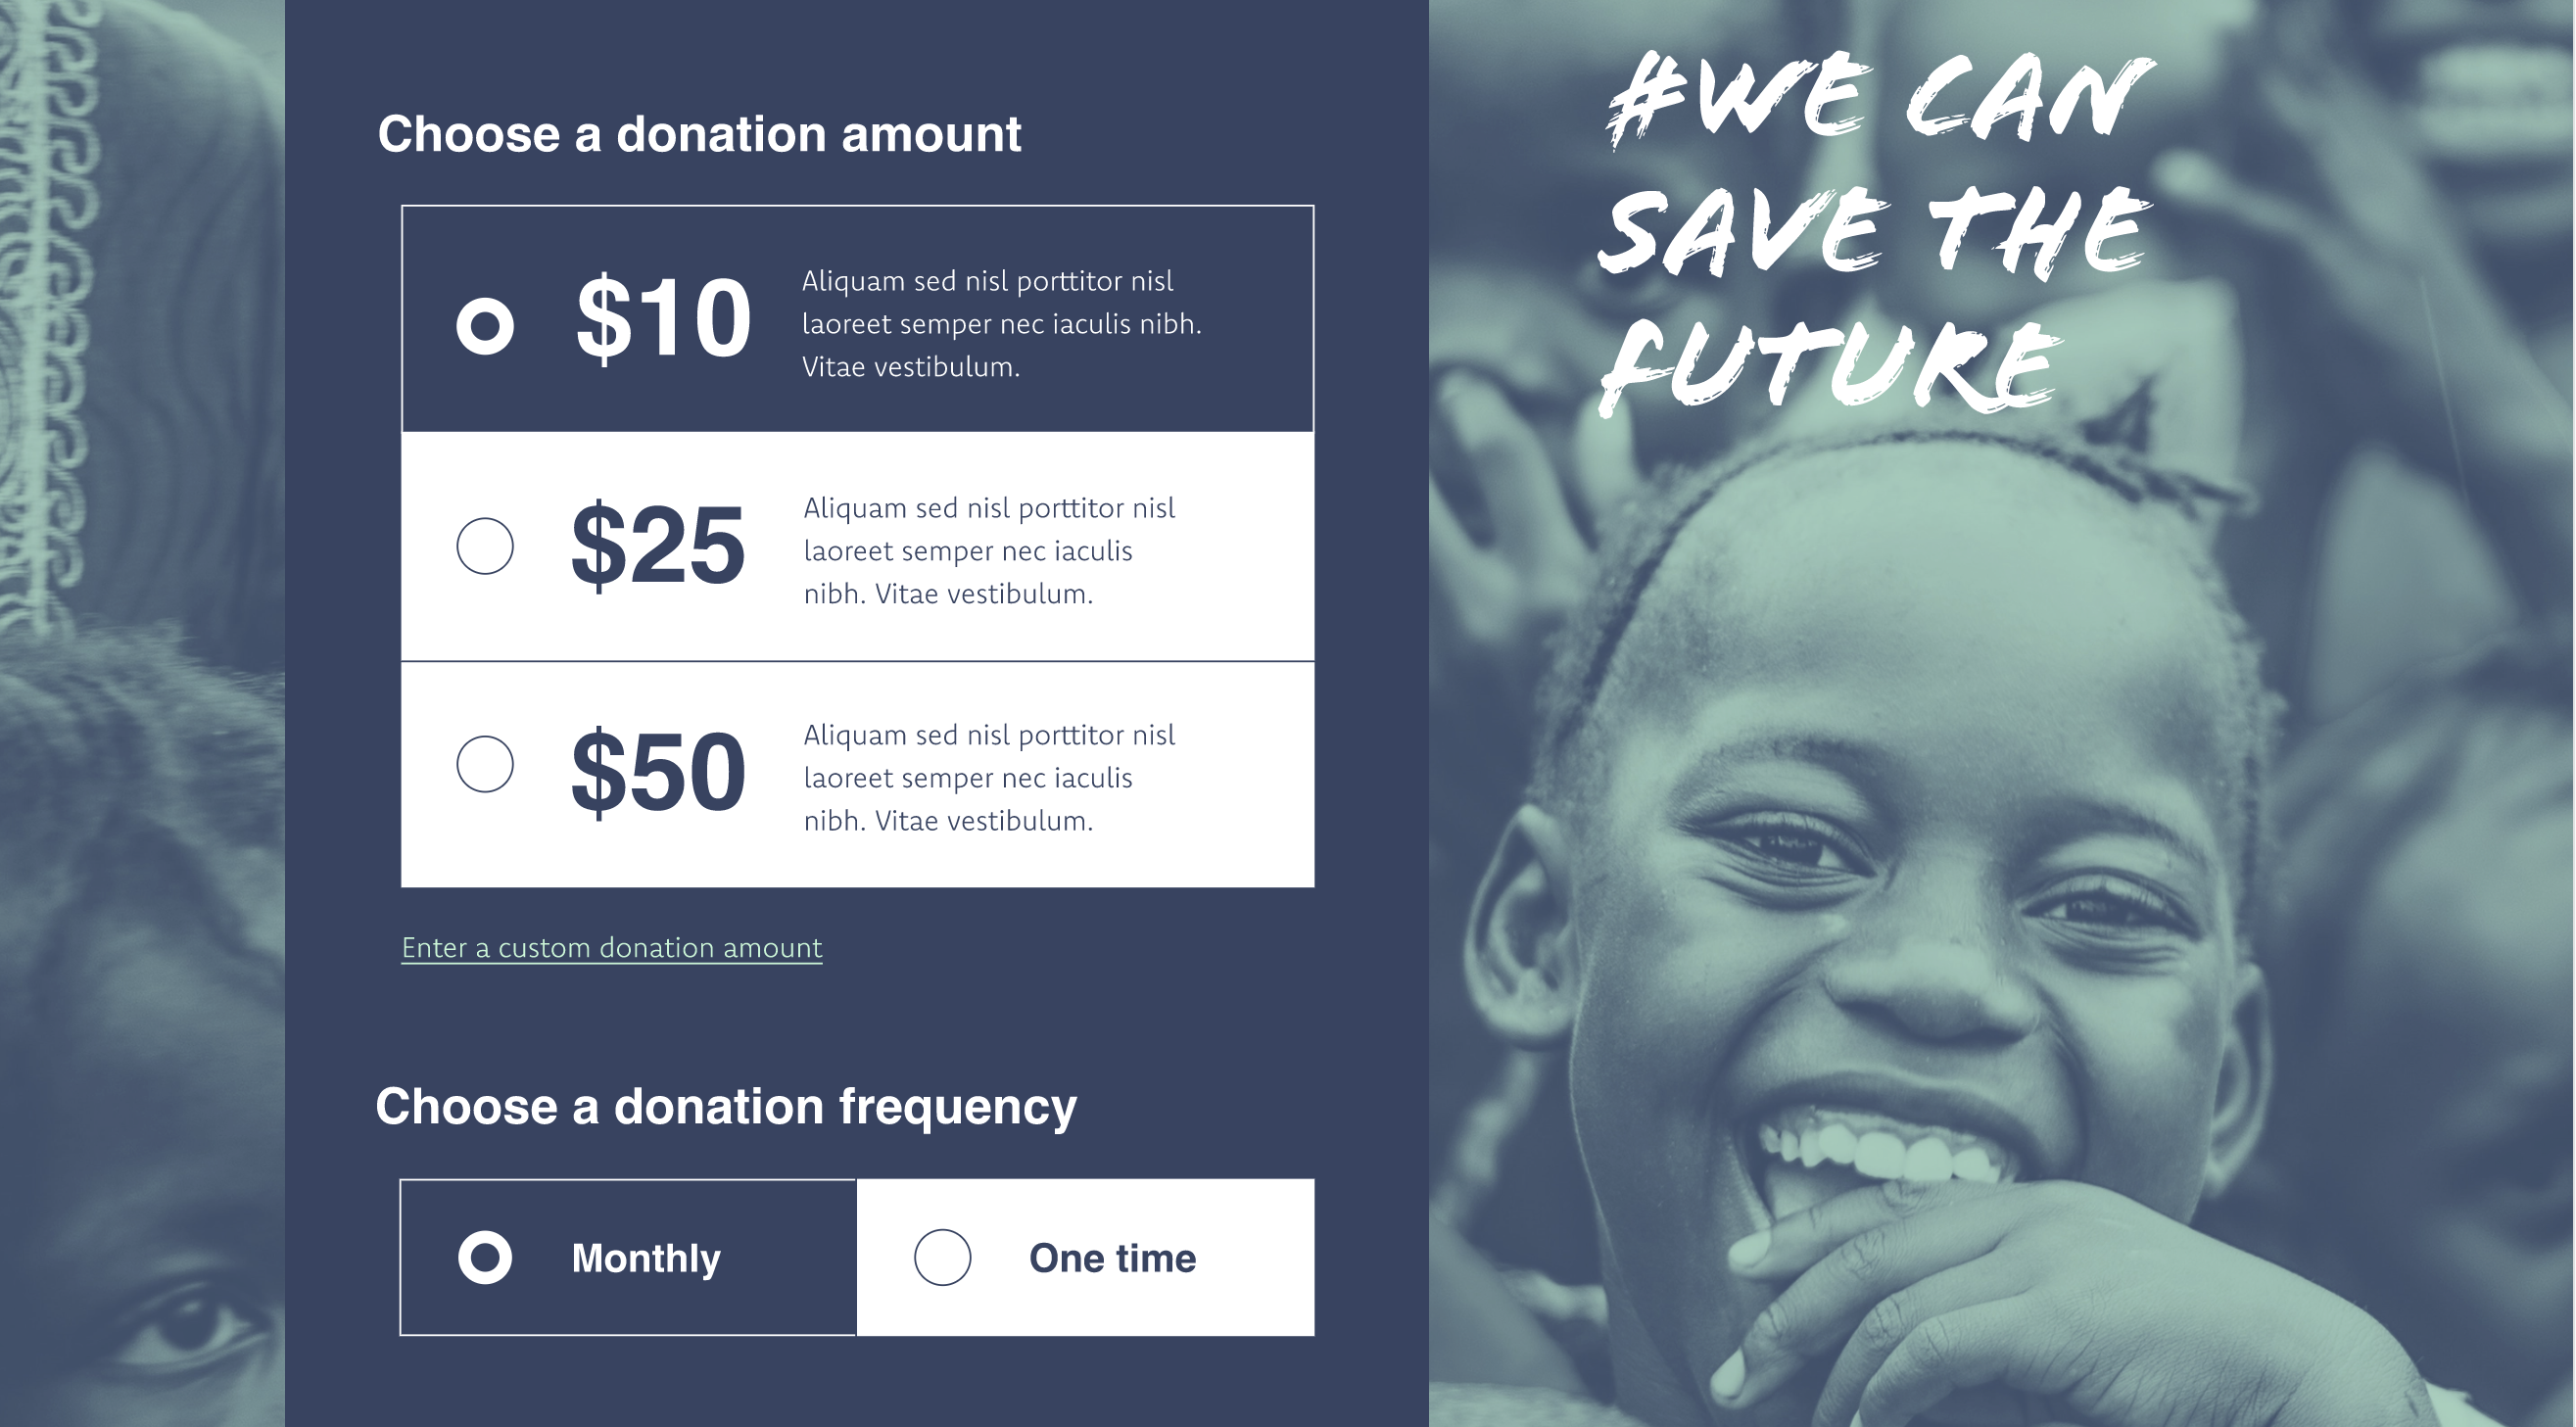 Choose a donation amount
$10
Aliquam sed nisl porttitor nisl
laoreet semper nec iaculis nibh.
Vitae vestibulum.
$25
Aliquam sed nisl porttitor nisl
laoreet semper nec iaculis
nibh. Vitae vestibulum.
$50
Aliquam sed nisl porttitor nisl
laoreet semper nec iaculis
nibh. Vitae vestibulum.
Enter a custom donation amount
Choose a donation frequency
Monthly
One time
#WE CAN
SAVE THE
FUTURE